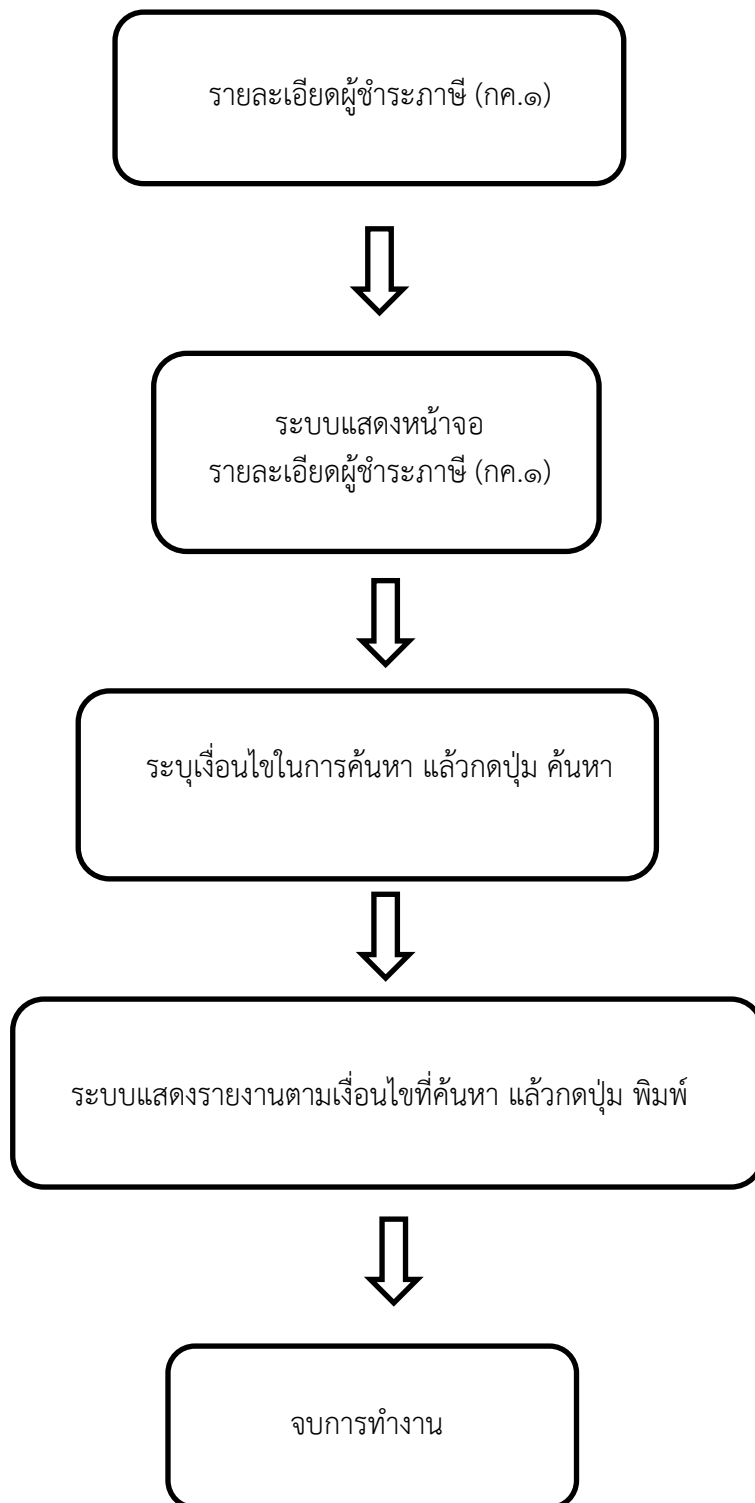 รายละเอียดผู้ชำระภาษี (กค.๑)
ระบบแสดงหน้าจอ
รายละเอียดผู้ชำระภาษี (กค.๑)
ระบุเงื่อนไขในการค้นหา แล้วกดปุ่ม ค้นหา
ระบบแสดงรายงานตามเงื่อนไขที่ค้นหา แล้วกดปุ่ม พิมพ์
จบการทำงาน